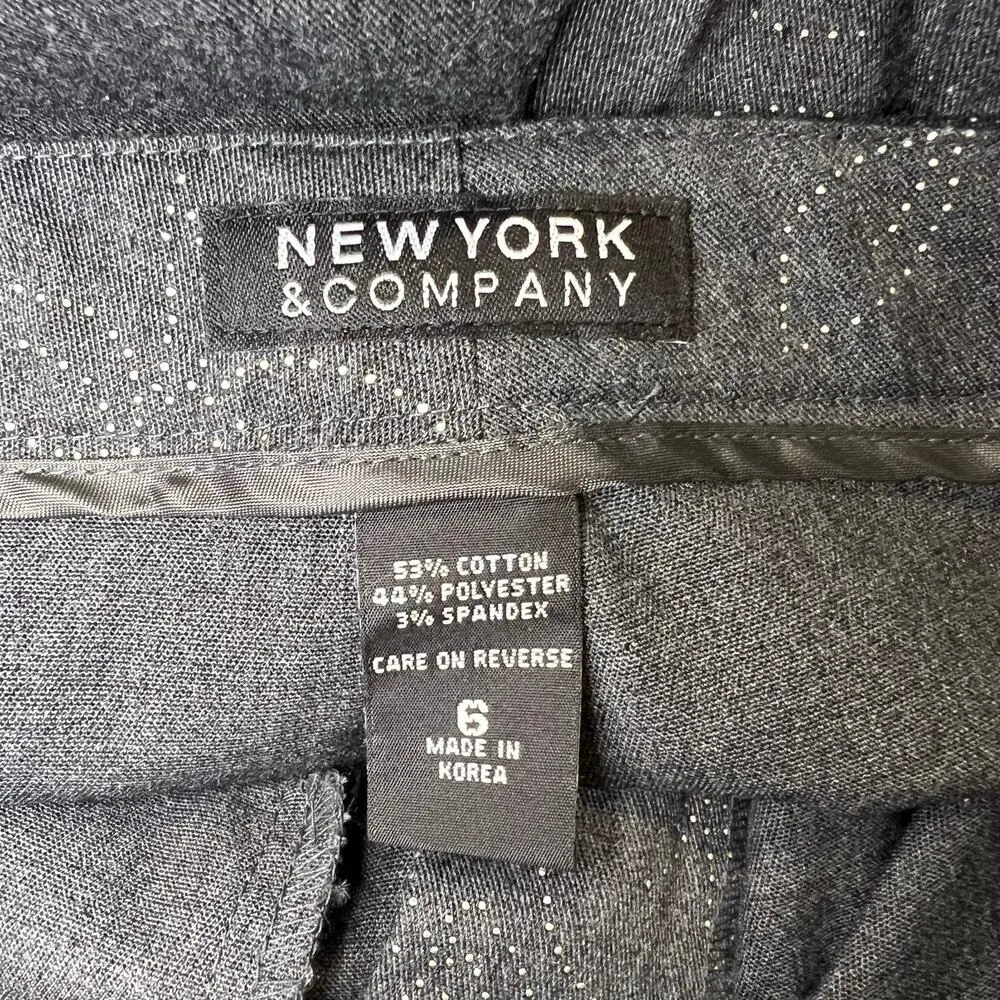 NEW YORK
& COMPANY
53% COTTON
44% POLYESTER
3% SPANDEX
CARE ON REVERSE
6
MADE IN
KOREA